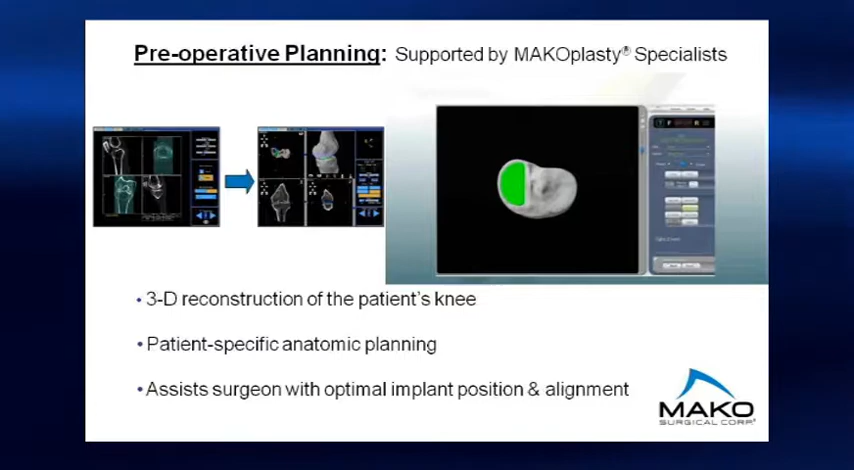 Pre-operative Planning: Supported by MAKOplasty® Specialists
• 3-D reconstruction of the patient's knee
• Patient-specific anatomic planning
• Assists surgeon with optimal implant position & alignment
MAKO
SURGICAL CORP.